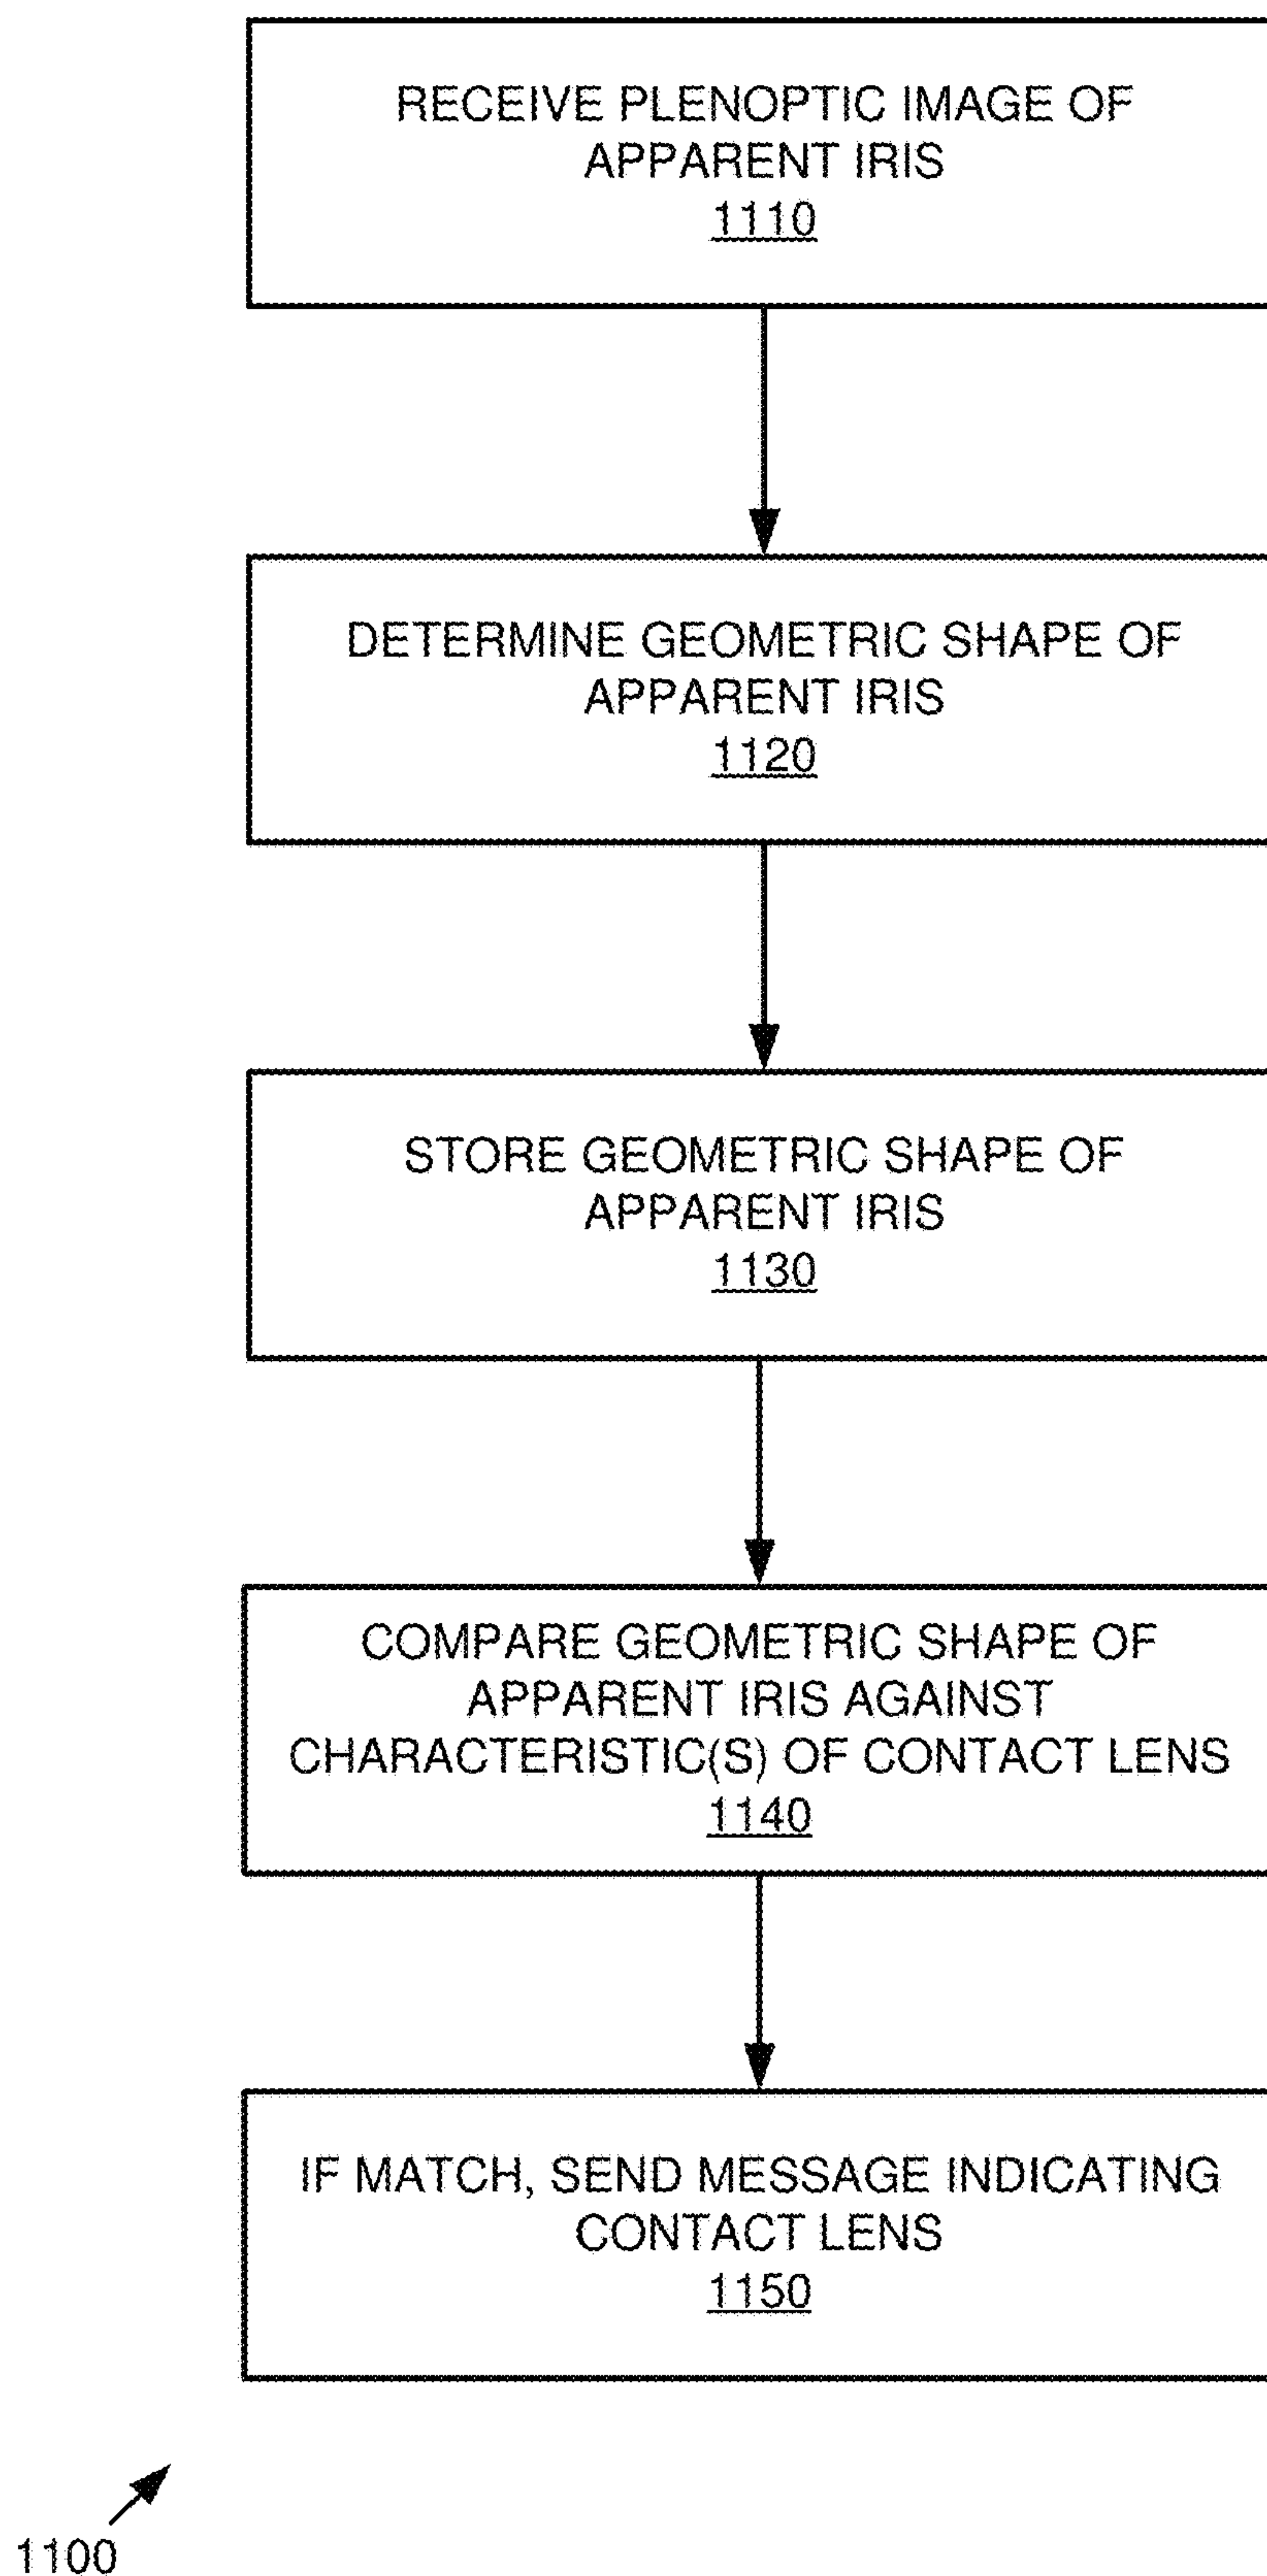 RECEIVE PLENOPTIC IMAGE OF
APPARENT IRIS
1110
DETERMINE GEOMETRIC SHAPE OF
APPARENT IRIS
1120
STORE GEOMETRIC SHAPE OF
APPARENT IRIS
1130
COMPARE GEOMETRIC SHAPE OF
APPARENT IRIS AGAINST
CHARACTERISTIC(S) OF CONTACT LENS
1140
IF MATCH, SEND MESSAGE INDICATING
CONTACT LENS
1150
1100